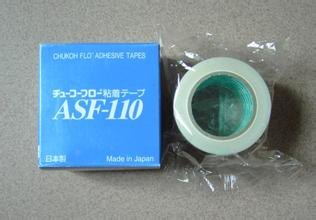 CHUKOH FLO™ ADHESIVE TAPES
チューコーフロー粘着テープ
ASF-110
日本製
Made in Japan